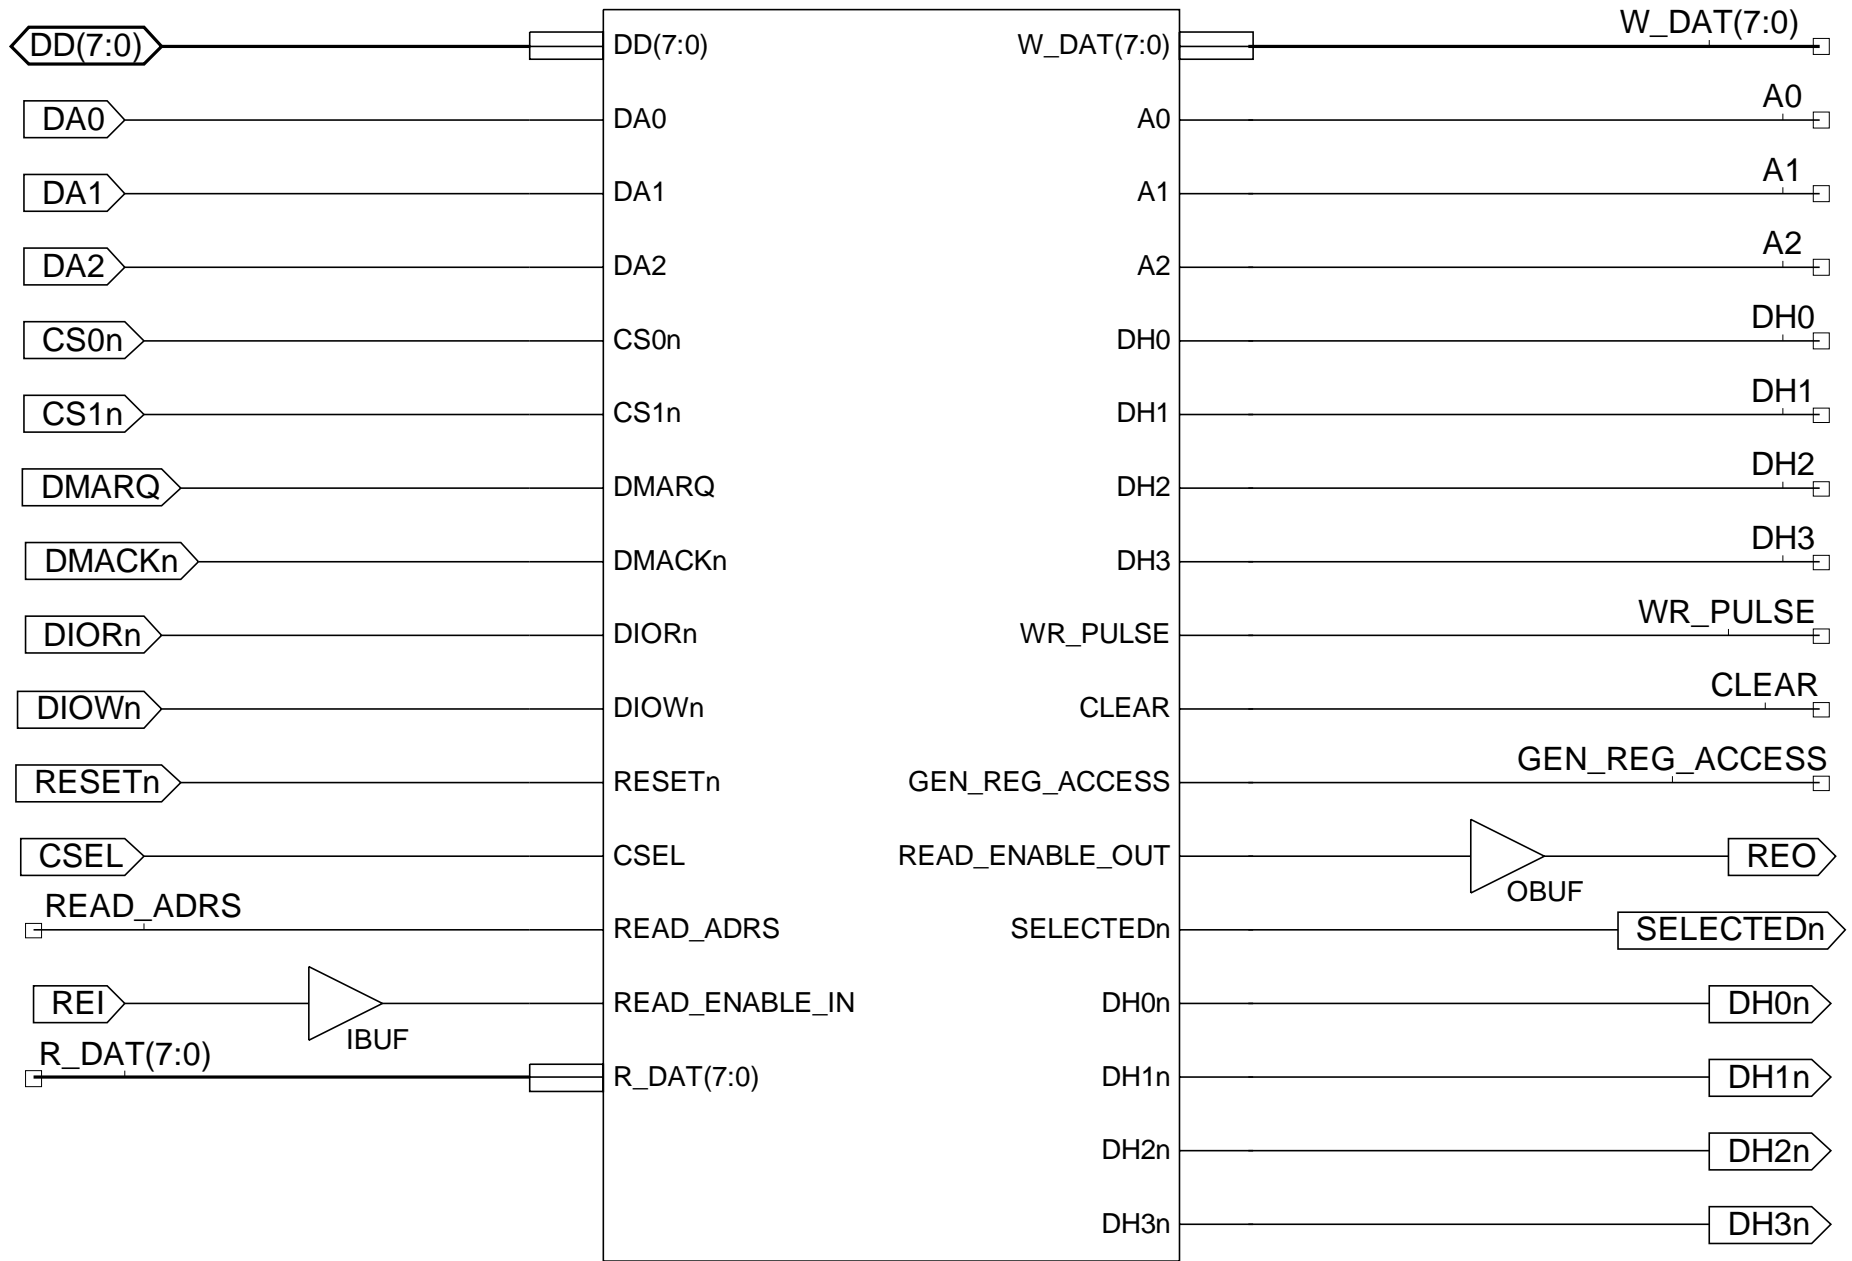 DD(7:0) DD(7:0) W_DAT(7:0) W_DAT(7:0)
DA0 DA0 A0 A0
DA1 DA1 A1 A1
DA2 DA2 A2 A2
CS0n CS0n DH0 DH0
CS1n CS1n DH1 DH1
DMARQ DMARQ DH2 DH2
DMACKn DMACKn DH3 DH3
DIORn DIORn WR_PULSE WR_PULSE
DIOWn DIOWn CLEAR CLEAR
RESETn RESETn GEN_REG_ACCESS GEN_REG_ACCESS
CSEL CSEL READ_ENABLE_OUT REO
OBUF
READ_ADRS READ_ADRS SELECTEDn SELECTEDn
REI READ_ENABLE_IN DH0n DH0n
IBUF
R_DAT(7:0) R_DAT(7:0) DH1n DH1n
DH2n DH2n
DH3n DH3n